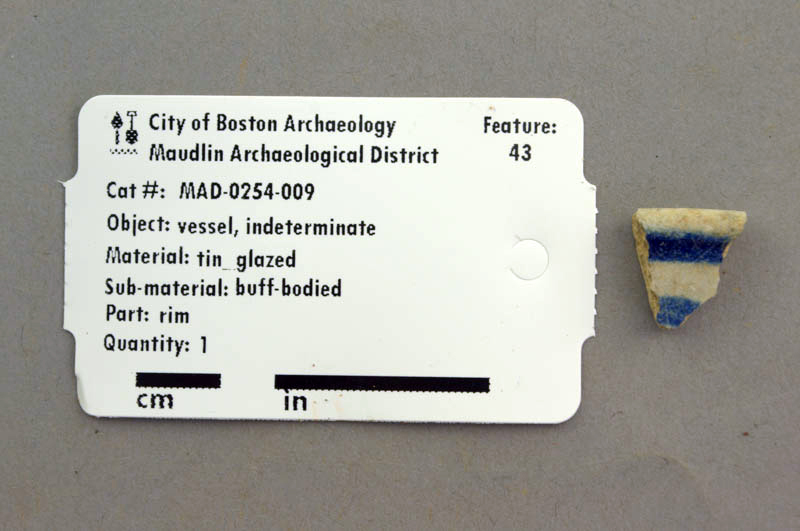 City of Boston Archaeology
Maudlin Archaeological District
Feature:
43
Cat #: MAD-0254-009
Object: vessel, indeterminate
Material: tin_glazed
Sub-material: buff-bodied
Part: rim
Quantity: 1
cm in